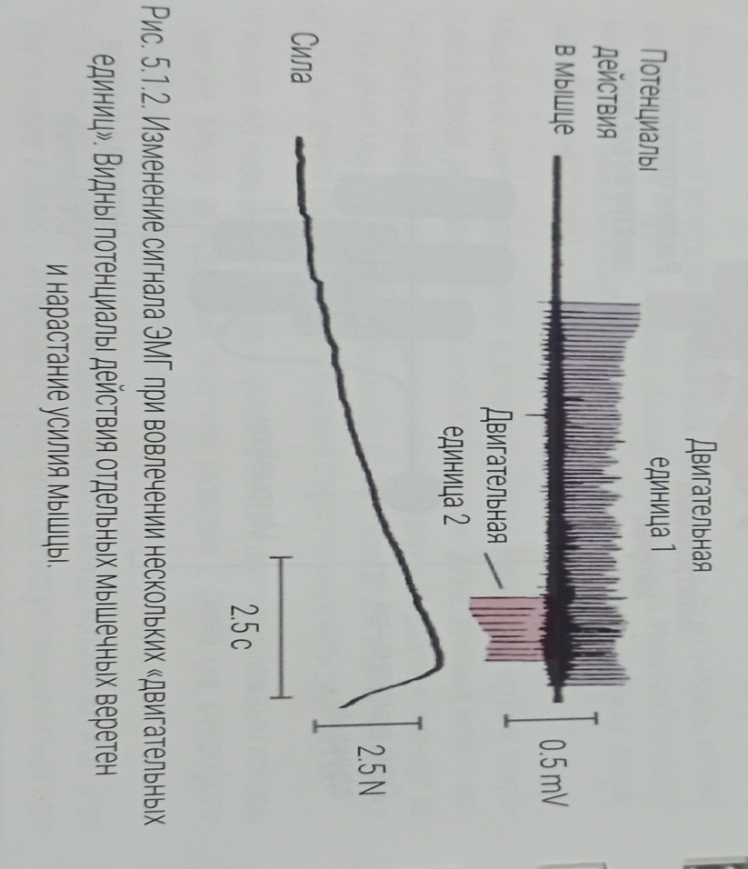 Двигательная
единица 1
Потенциалы
действия
в мышце
0.5 mV
Двигательная
единица 2
Сила
2.5 N
2.5 с
Рис. 5.1.2. Изменение сигнала ЭМГ при вовлечении нескольких «двигательных
единиц». Видны потенциалы действия отдельных мышечных веретен
и нарастание усилия мышцы.